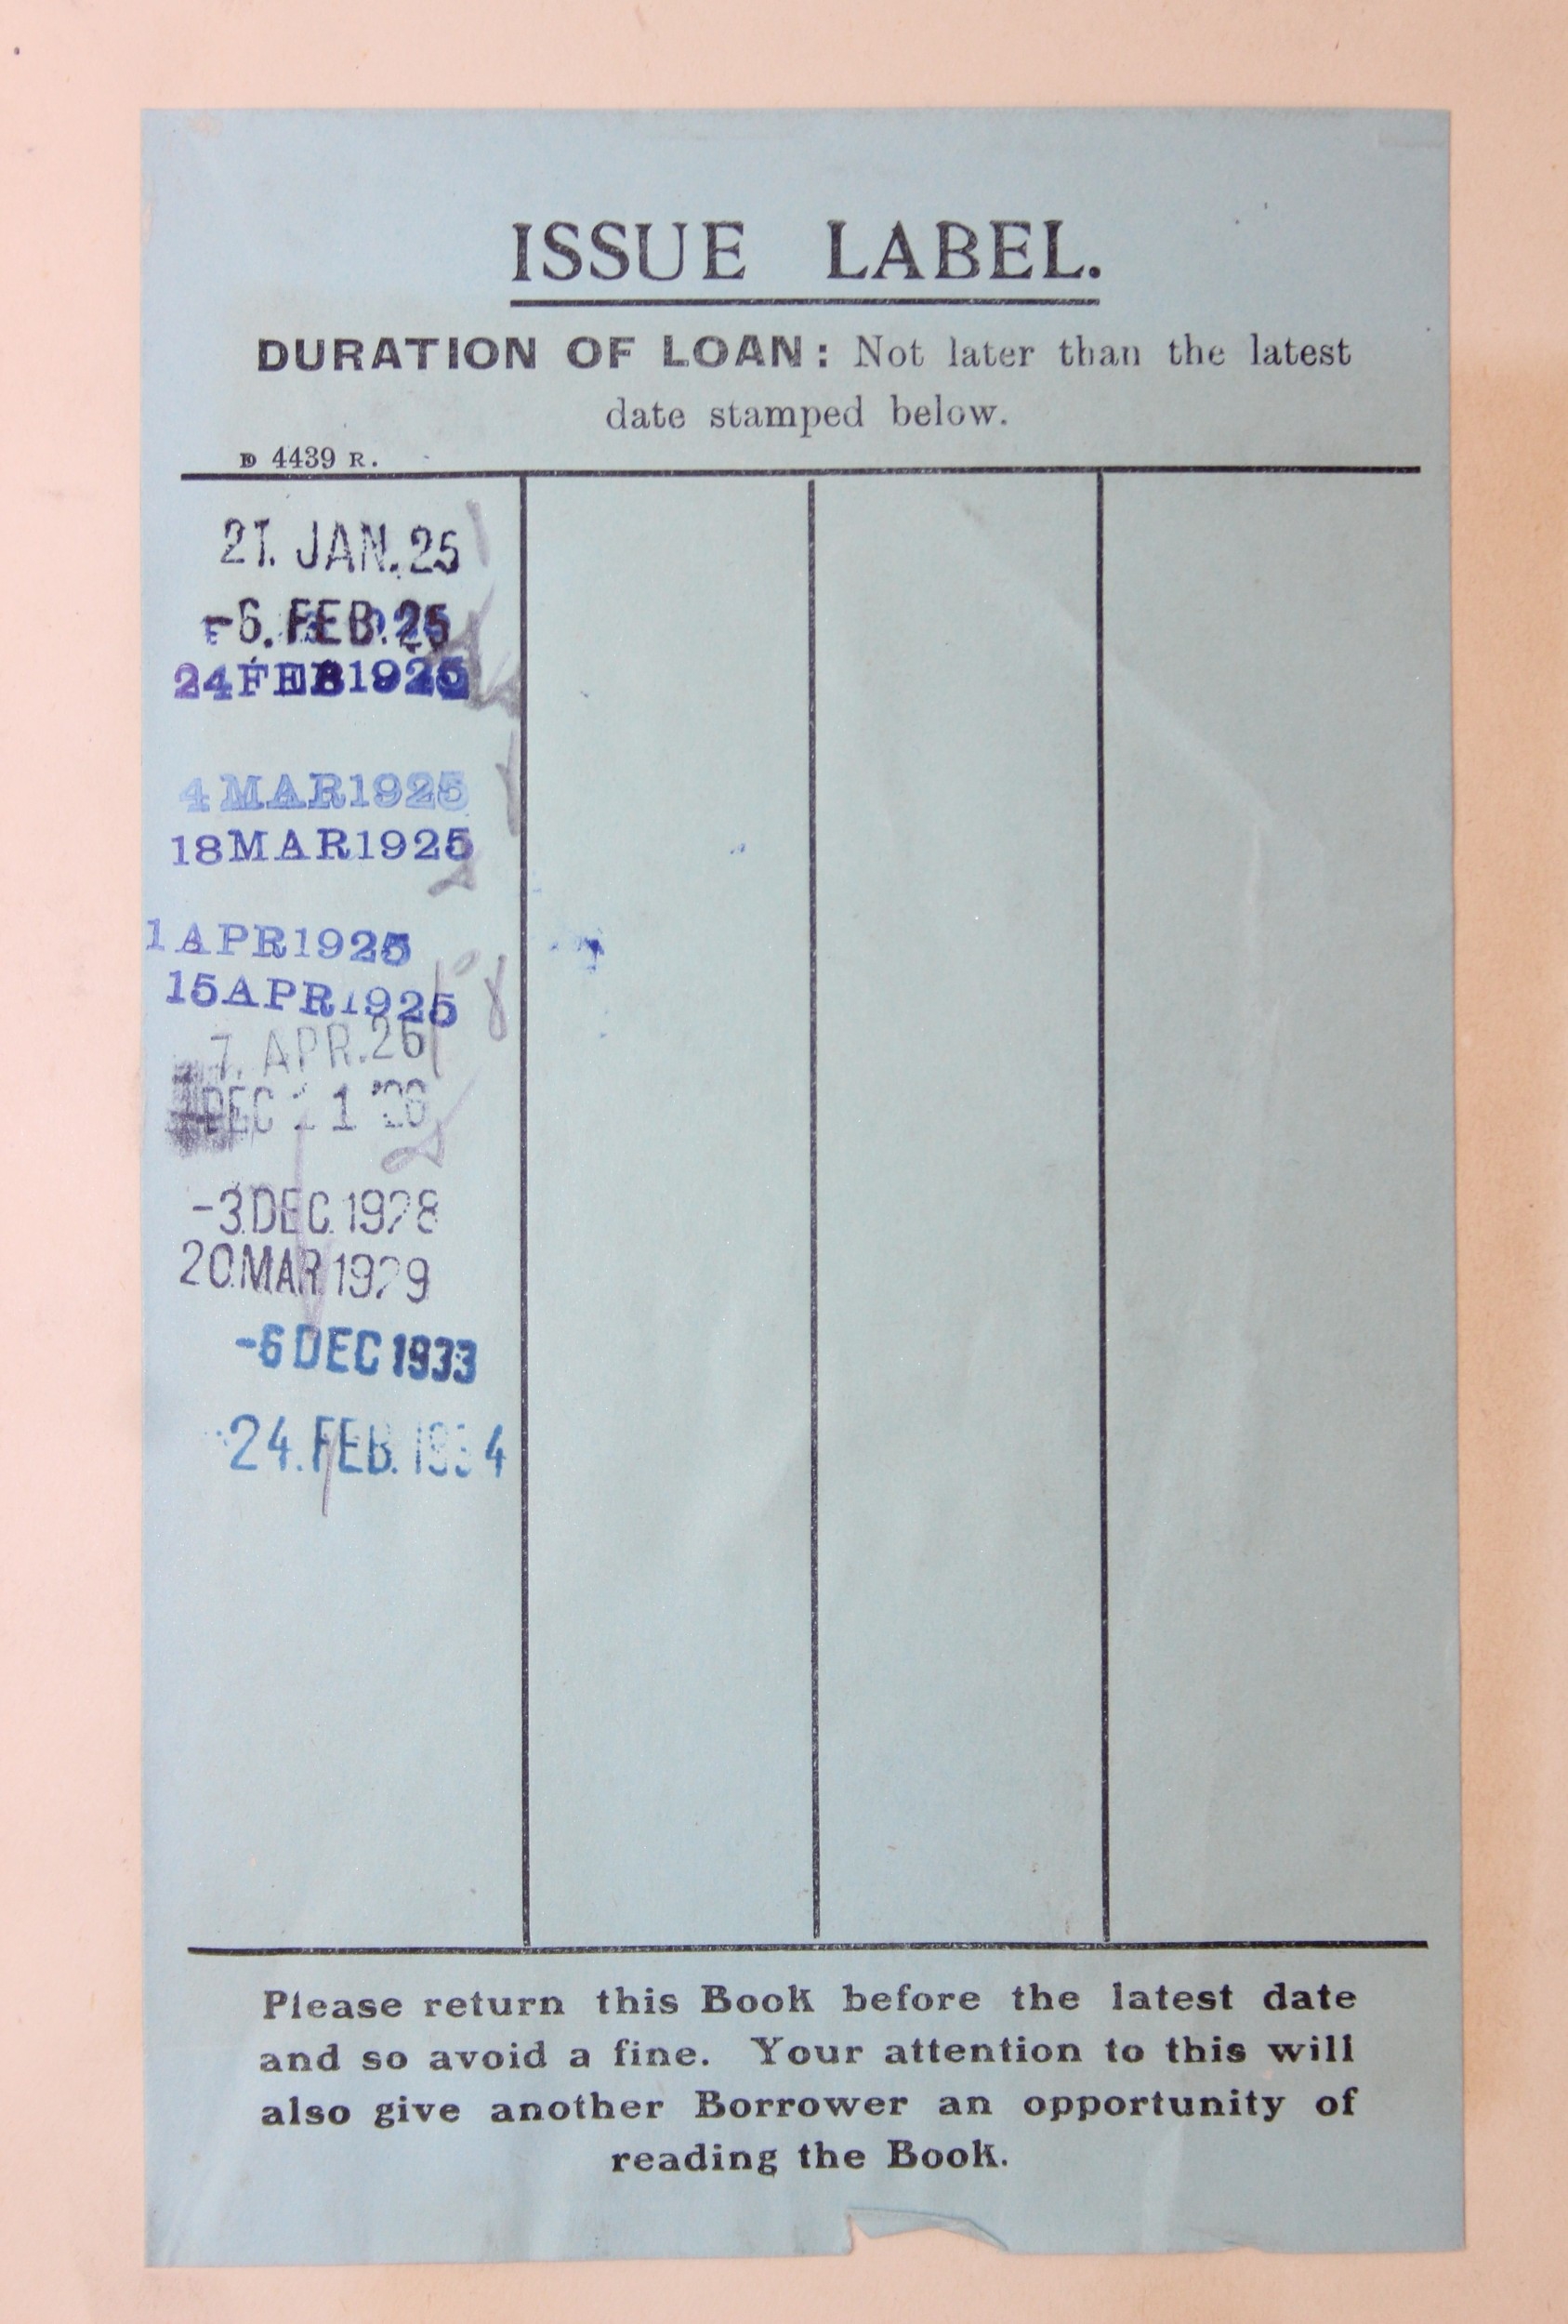 ISSUE LABEL.
DURATION OF LOAN: Not later than the latest
date stamped below.
D 4439 R.
21. JAN. 25
-6. FEB. 25
24 FEB 1925
4 MAR 1925
18 MAR 1925
1 APR 1925
15 APR 1925
7. APR. 26
DEC 1
-3 DEC. 1928
20 MAR 1929
-6 DEC 1933
24. FEB. 1934
Please return this Book before the latest date
and so avoid a fine. Your attention to this will
also give another Borrower an opportunity of
reading the Book.